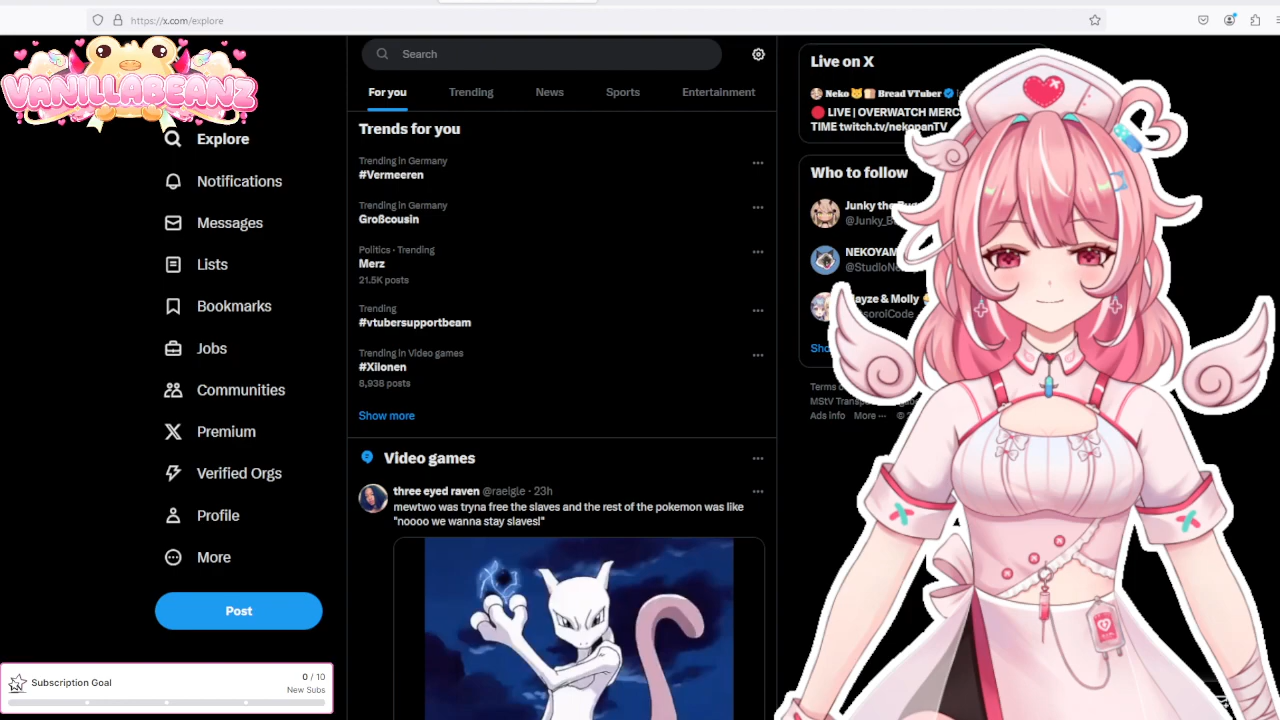 https://x.com/explore
VANILLABEANZ
Search
For you
Trending
News
Sports
Entertainment
Explore
Notifications
Messages
Lists
Bookmarks
Jobs
Communities
Premium
Verified Orgs
Profile
More
Post
Trends for you
Trending in Germany
#Vermeeren
Trending in Germany
Großcousin
Politics · Trending
Merz
21.5K posts
Trending
#vtubersupportbeam
Trending in Video games
#Xilonen
8,938 posts
Show more
Video games
three eyed raven @raelgle · 23h
mewtwo was tryna free the slaves and the rest of the pokemon was like
"noooo we wanna stay slaves!"
Live on X
Neko Bread VTuber
LIVE | OVERWATCH MERC
TIME twitch.tv/nekopanTV
Who to follow
Junky the
@Junky_B
NEKOYAM
@StudioNe
ayze & Molly
sorolCode
Sho
Terms o
MStV Transp
Ads info More ··· ©
Subscription Goal
0 / 10
New Subs